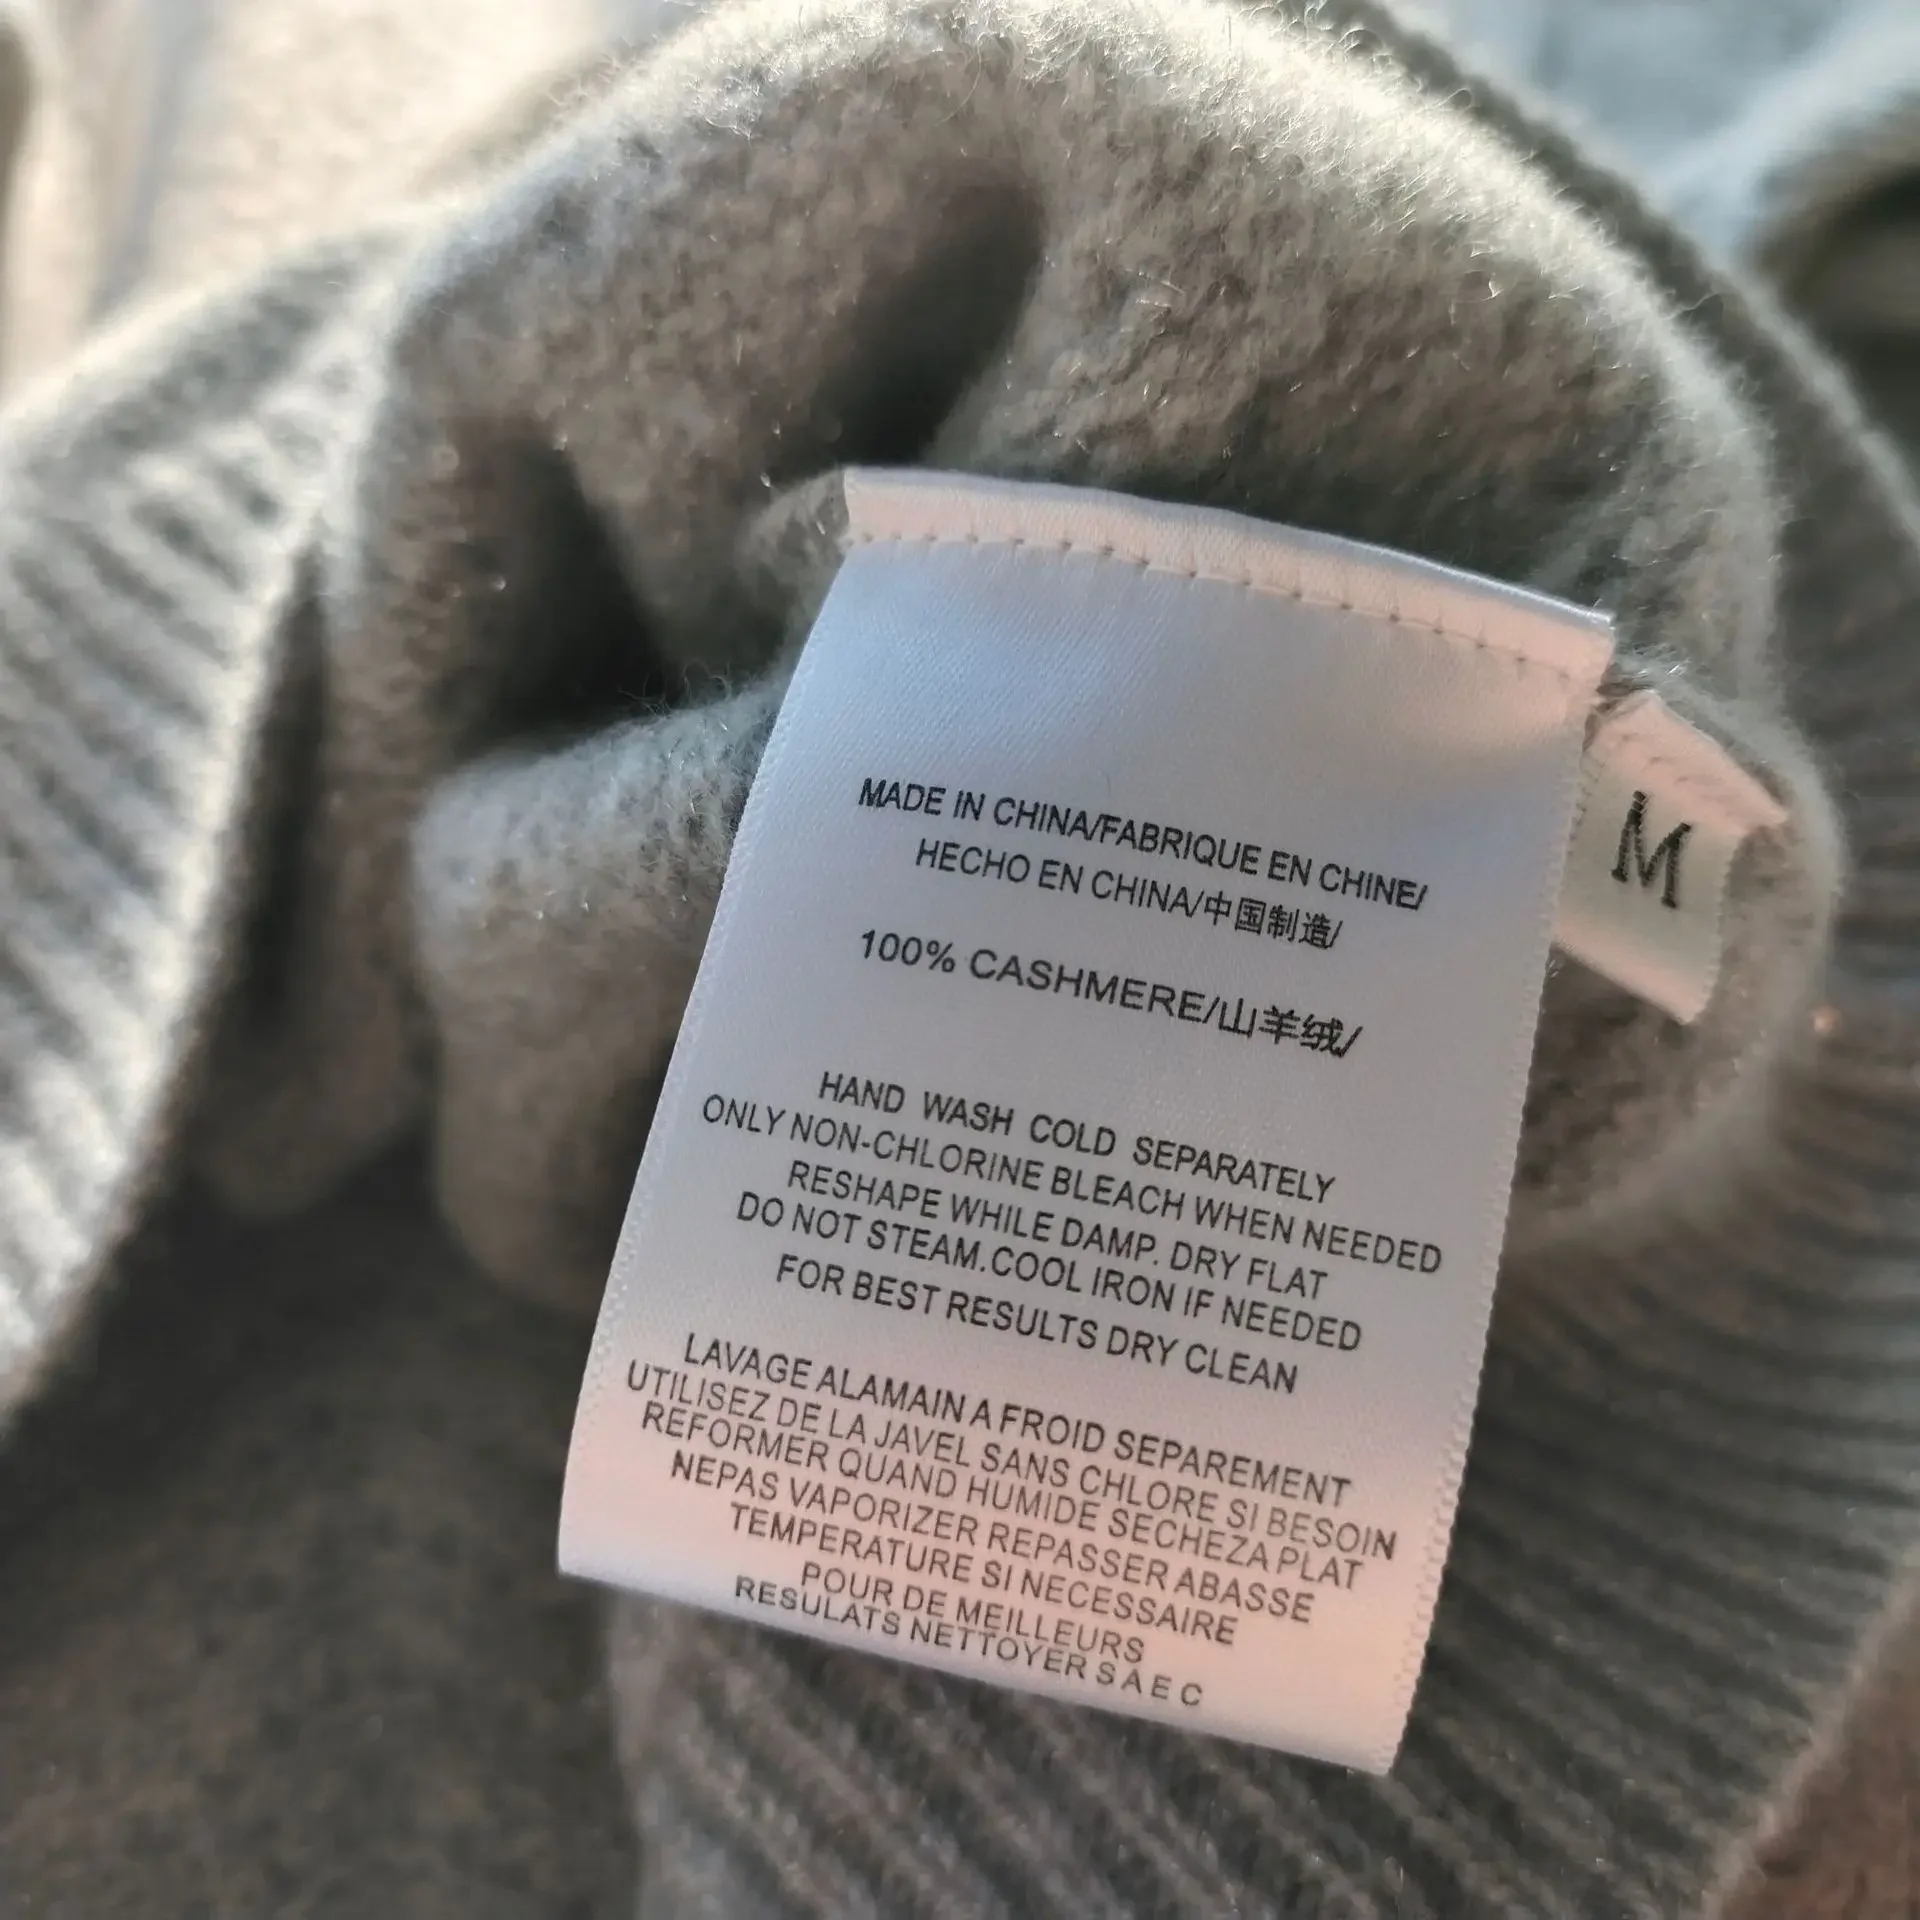 MADE IN CHINA/FABRIQUE EN CHINE/
HECHO EN CHINA/中国制造/
100% CASHMERE/山羊绒/
HAND WASH COLD SEPARATELY
ONLY NON-CHLORINE BLEACH WHEN NEEDED
RESHAPE WHILE DAMP. DRY FLAT
DO NOT STEAM.COOL IRON IF NEEDED
FOR BEST RESULTS DRY CLEAN
LAVAGE ALAMAIN A FROID SEPAREMENT
UTILISEZ DE LA JAVEL SANS CHLORE SI BESOIN
REFORMER QUAND HUMIDE SECHEZA PLAT
NEPAS VAPORIZER REPASSER ABASSE
TEMPERATURE SI NECESSAIRE
POUR DE MEILLEURS
RESULATS NETTOYER S A E C
M